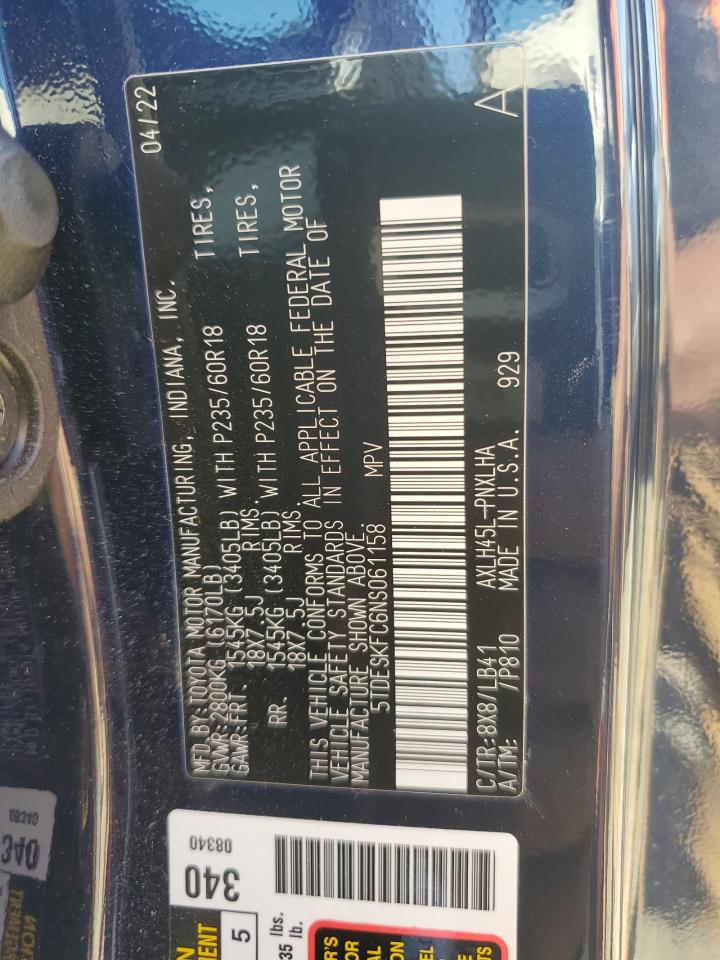 MFD. BY: TOYOTA MOTOR MANUFACTURING, INDIANA, INC. 04/22
GVWR: 2800KG (6170LB)
GAWR: FRT. 1545KG (3405LB) WITH P235/60R18 TIRES,
18X7.5J RIMS,
RR. 1545KG (3405LB) WITH P235/60R18 TIRES,
18X7.5J RIMS
THIS VEHICLE CONFORMS TO ALL APPLICABLE FEDERAL MOTOR
VEHICLE SAFETY STANDARDS IN EFFECT ON THE DATE OF
MANUFACTURE SHOWN ABOVE.
5TDESKFC6NS061158 MPV
C/TR: 8X8/LB41 AXLH45L-PNXLHA A
A/TM: /P810 MADE IN U.S.A. 929
340
08340
5
lbs.
35 lb.